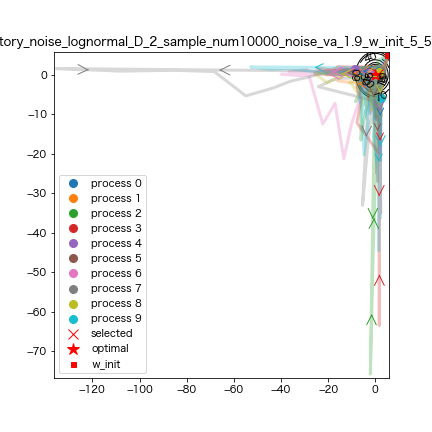 tory_noise_lognormal_D_2_sample_num10000_noise_va_1.9_w_init_5_5
0
−10
−20
−30
−40
−50
−60
−70
process 0
process 1
process 2
process 3
process 4
process 5
process 6
process 7
process 8
process 9
selected
optimal
w_init
−120
−100
−80
−60
−40
−20
0